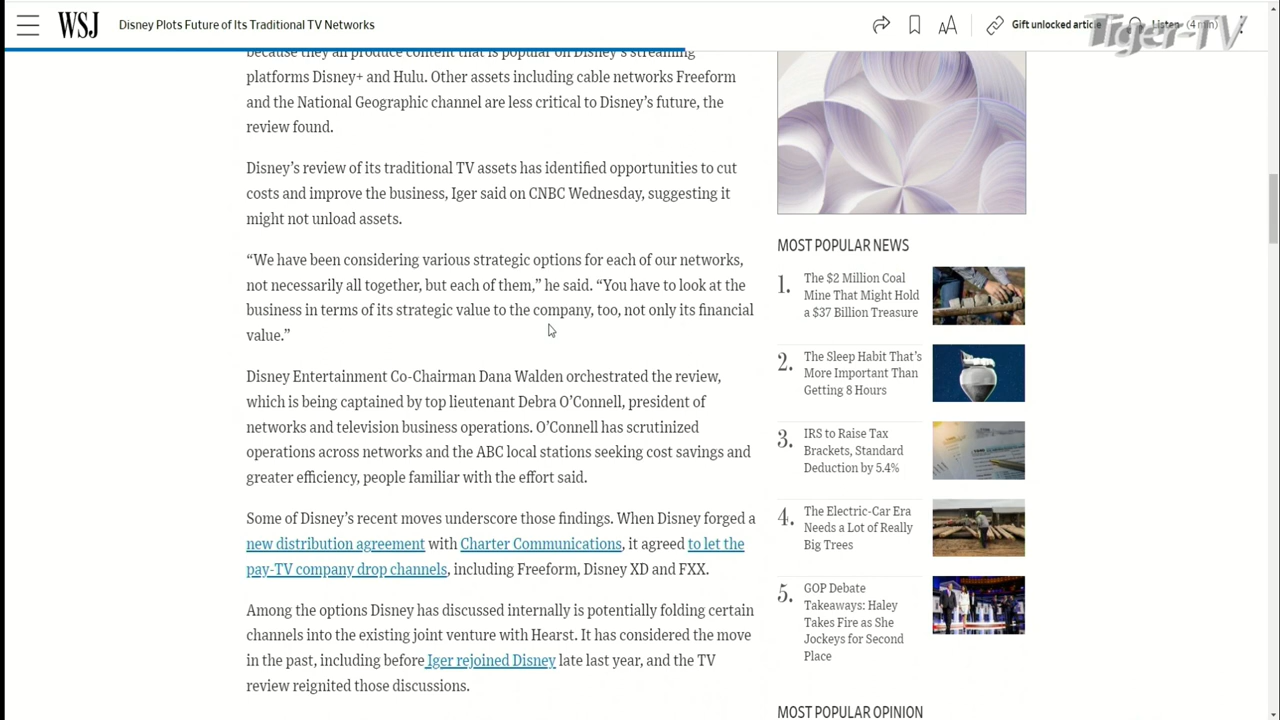 WSJ
Disney Plots Future of Its Traditional TV Networks
Gift unlocked article
Listen (4 min)
Tiger-TV
because they all produce content that is popular on Disney's streaming
platforms Disney+ and Hulu. Other assets including cable networks Freeform
and the National Geographic channel are less critical to Disney’s future, the
review found.
Disney’s review of its traditional TV assets has identified opportunities to cut
costs and improve the business, Iger said on CNBC Wednesday, suggesting it
might not unload assets.
“We have been considering various strategic options for each of our networks,
not necessarily all together, but each of them,” he said. “You have to look at the
business in terms of its strategic value to the company, too, not only its financial
value.”
Disney Entertainment Co-Chairman Dana Walden orchestrated the review,
which is being captained by top lieutenant Debra O’Connell, president of
networks and television business operations. O’Connell has scrutinized
operations across networks and the ABC local stations seeking cost savings and
greater efficiency, people familiar with the effort said.
Some of Disney’s recent moves underscore those findings. When Disney forged a
new distribution agreement with Charter Communications, it agreed to let the
pay-TV company drop channels, including Freeform, Disney XD and FXX.
Among the options Disney has discussed internally is potentially folding certain
channels into the existing joint venture with Hearst. It has considered the move
in the past, including before Iger rejoined Disney late last year, and the TV
review reignited those discussions.
MOST POPULAR NEWS
1.
The $2 Million Coal
Mine That Might Hold
a $37 Billion Treasure
2.
The Sleep Habit That’s
More Important Than
Getting 8 Hours
3.
IRS to Raise Tax
Brackets, Standard
Deduction by 5.4%
4.
The Electric-Car Era
Needs a Lot of Really
Big Trees
5.
GOP Debate
Takeaways: Haley
Takes Fire as She
Jockeys for Second
Place
MOST POPULAR OPINION